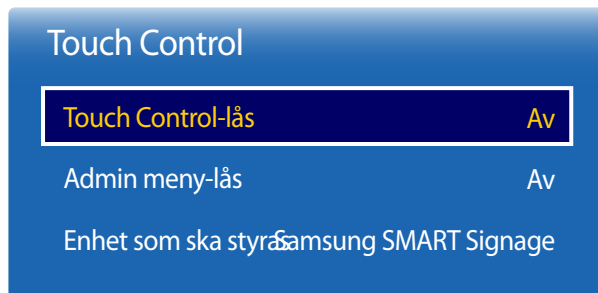 Touch Control
Touch Control-lås Av
Admin meny-lås Av
Enhet som ska styras Samsung SMART Signage